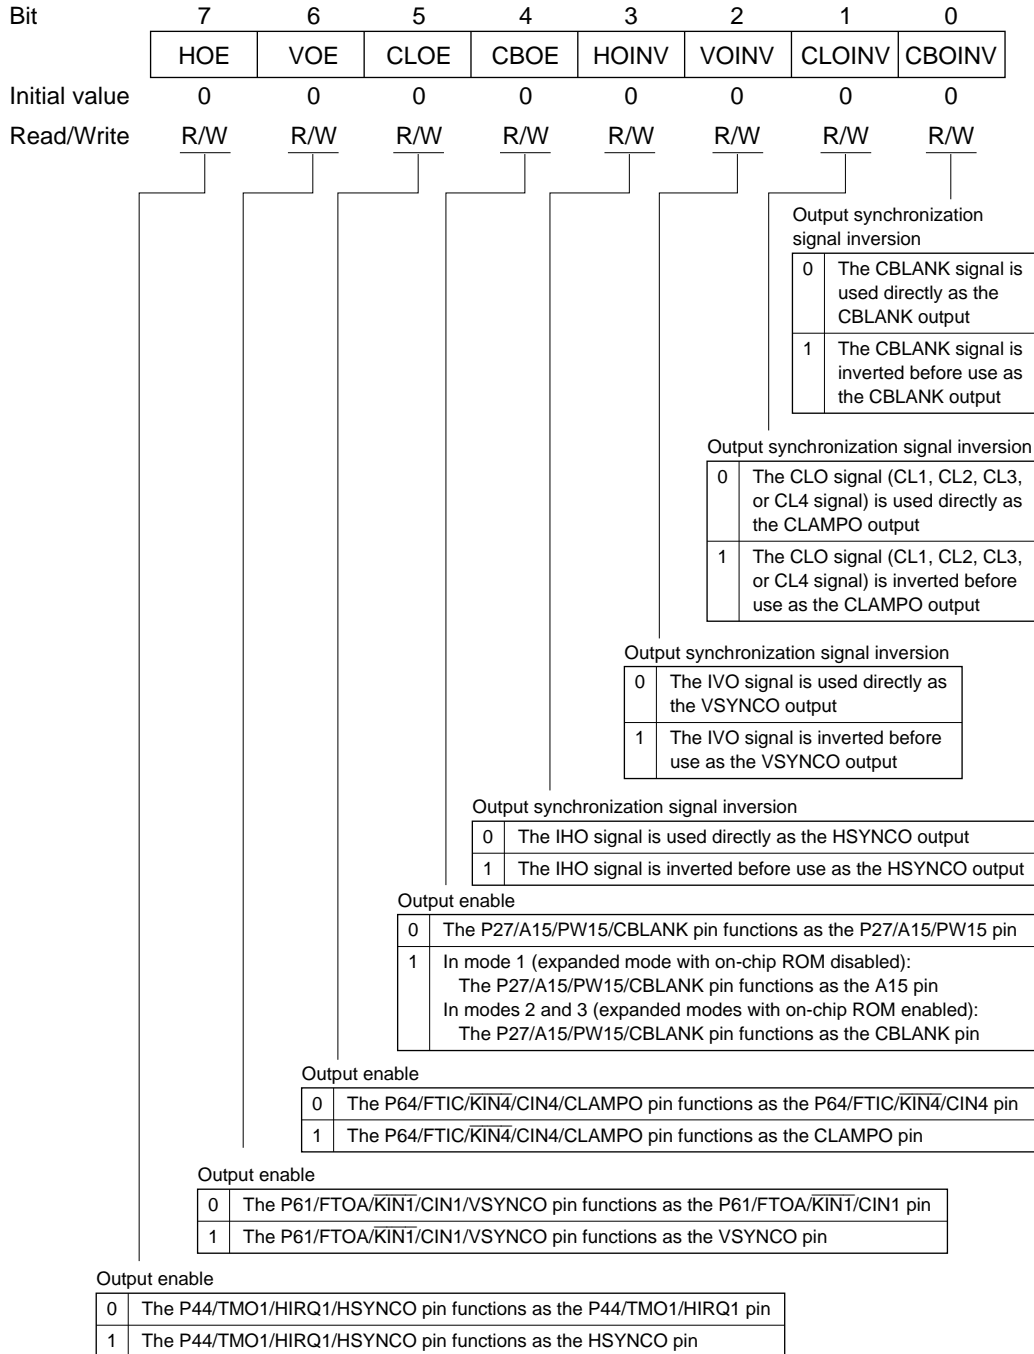 Bit 7 6 5 4 3 2 1 0
HOE VOE CLOE CBOE HOINV VOINV CLOINV CBOINV
Initial value 0 0 0 0 0 0 0 0
Read/Write R/W R/W R/W R/W R/W R/W R/W R/W
Output synchronization
signal inversion
0 The CBLANK signal is
used directly as the
CBLANK output
1 The CBLANK signal is
inverted before use as
the CBLANK output
Output synchronization signal inversion
0 The CLO signal (CL1, CL2, CL3,
or CL4 signal) is used directly as
the CLAMPO output
1 The CLO signal (CL1, CL2, CL3,
or CL4 signal) is inverted before
use as the CLAMPO output
Output synchronization signal inversion
0 The IVO signal is used directly as
the VSYNCO output
1 The IVO signal is inverted before
use as the VSYNCO output
Output synchronization signal inversion
0 The IHO signal is used directly as the HSYNCO output
1 The IHO signal is inverted before use as the HSYNCO output
Output enable
0 The P27/A15/PW15/CBLANK pin functions as the P27/A15/PW15 pin
1 In mode 1 (expanded mode with on-chip ROM disabled):
The P27/A15/PW15/CBLANK pin functions as the A15 pin
In modes 2 and 3 (expanded modes with on-chip ROM enabled):
The P27/A15/PW15/CBLANK pin functions as the CBLANK pin
Output enable
0 The P64/FTIC/K̅I̅N̅4̅/CIN4/CLAMPO pin functions as the P64/FTIC/K̅I̅N̅4̅/CIN4 pin
1 The P64/FTIC/K̅I̅N̅4̅/CIN4/CLAMPO pin functions as the CLAMPO pin
Output enable
0 The P61/FTOA/K̅I̅N̅1̅/CIN1/VSYNCO pin functions as the P61/FTOA/K̅I̅N̅1̅/CIN1 pin
1 The P61/FTOA/K̅I̅N̅1̅/CIN1/VSYNCO pin functions as the VSYNCO pin
Output enable
0 The P44/TMO1/HIRQ1/HSYNCO pin functions as the P44/TMO1/HIRQ1 pin
1 The P44/TMO1/HIRQ1/HSYNCO pin functions as the HSYNCO pin